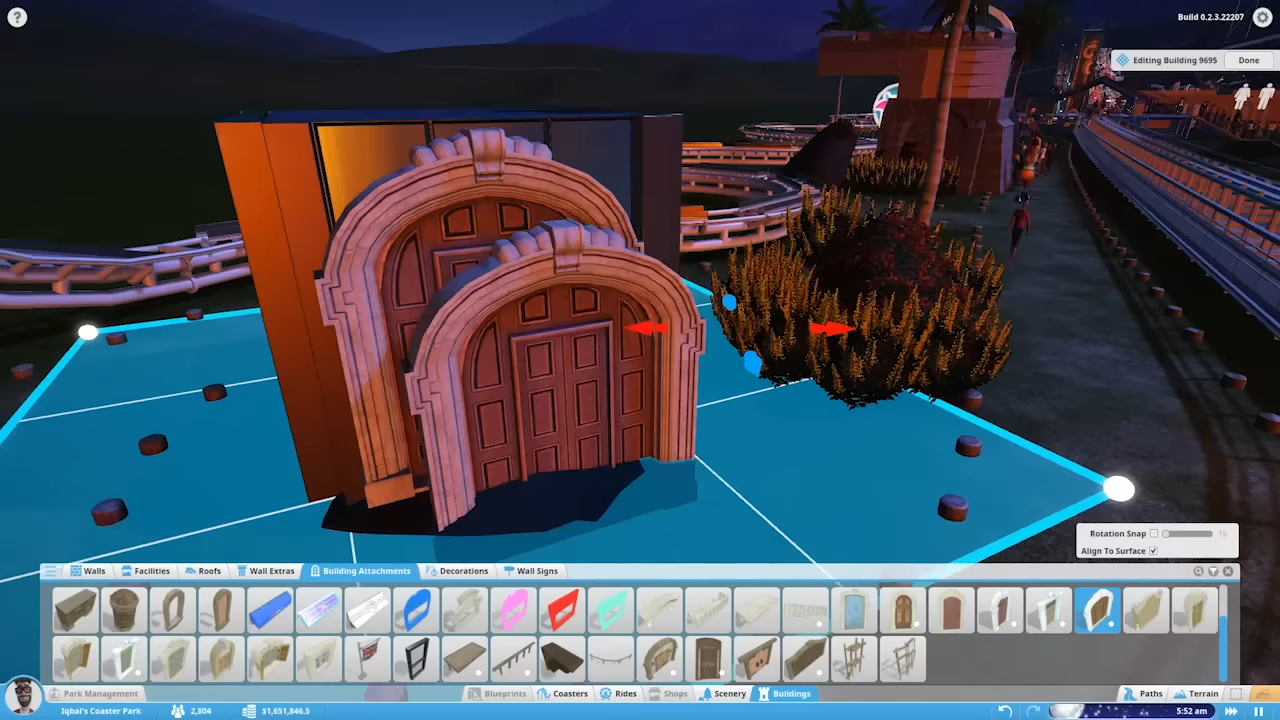 ?
Build 0.2.3.22207
Editing Building 9695
Done
Rotation Snap
15
Align To Surface
Walls
Facilities
Roofs
Wall Extras
Building Attachments
Decorations
Wall Signs
Park Management
Blueprints
Coasters
Rides
Shops
Scenery
Buildings
Paths
Terrain
Iqbal's Coaster Park
2,804
$1,651,846.5
5:52 am